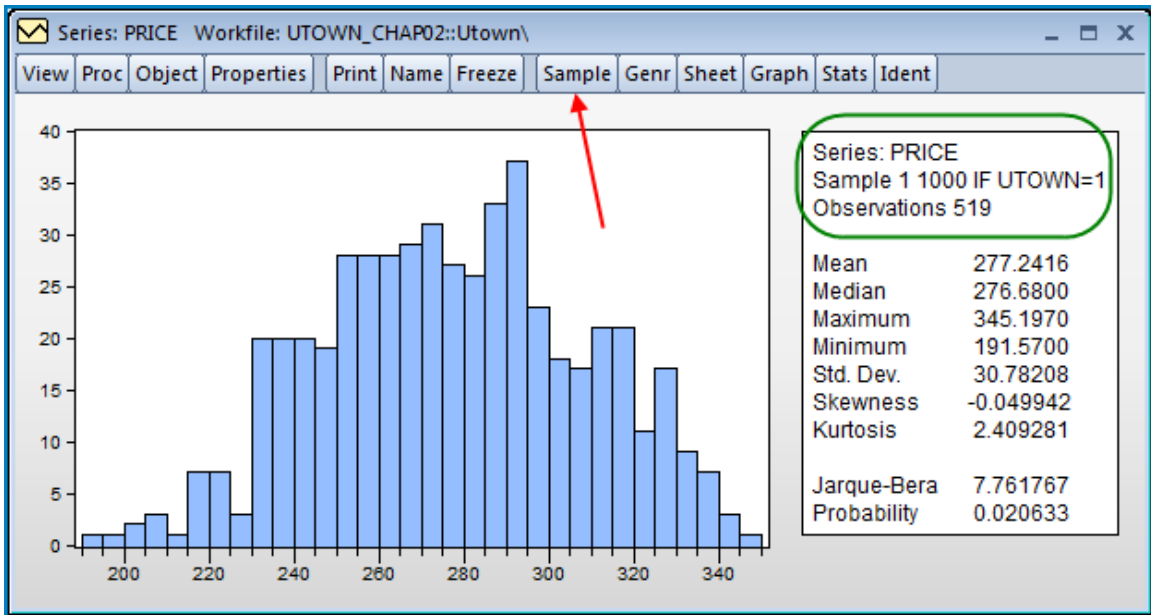 Series: PRICE Workfile: UTOWN_CHAP02::Utown\
View Proc Object Properties Print Name Freeze Sample Genr Sheet Graph Stats Ident
40
35
30
25
20
15
10
5
0
200 220 240 260 280 300 320 340
Series: PRICE
Sample 1 1000 IF UTOWN=1
Observations 519
Mean 277.2416
Median 276.6800
Maximum 345.1970
Minimum 191.5700
Std. Dev. 30.78208
Skewness -0.049942
Kurtosis 2.409281
Jarque-Bera 7.761767
Probability 0.020633